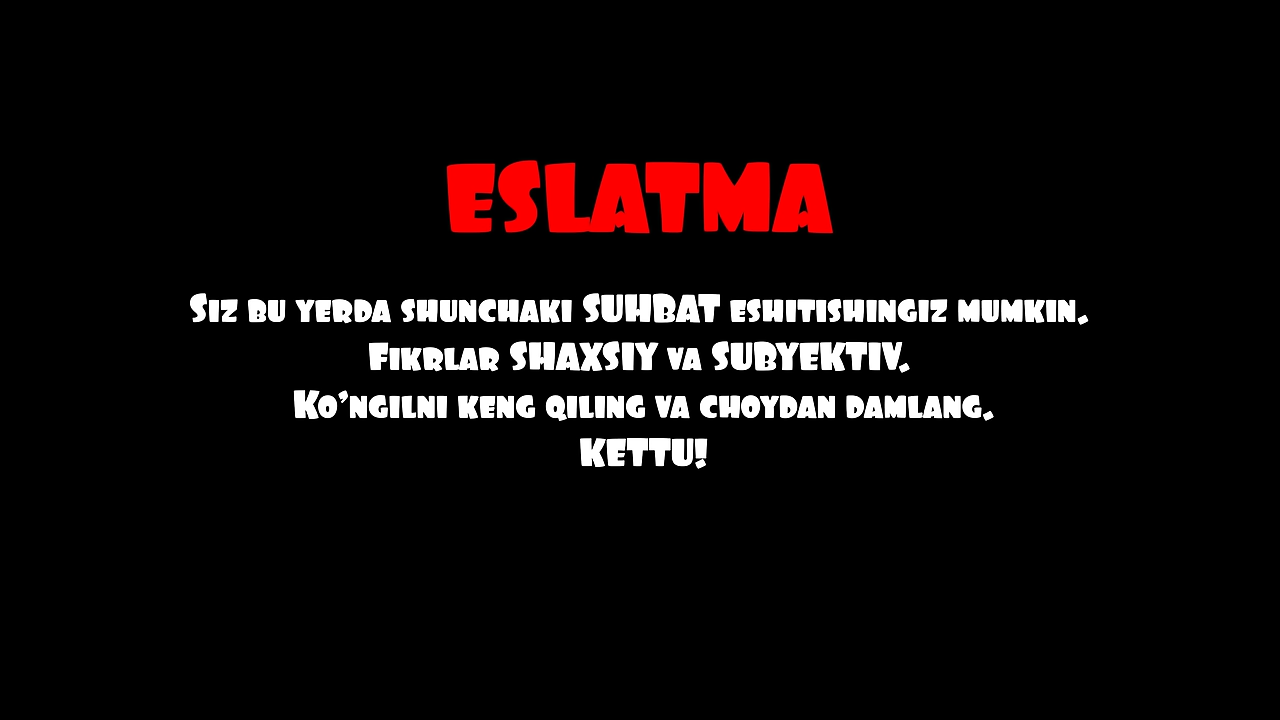 ESLATMA
Siz bu yerda shunchaki SUHBAT eshitishingiz mumkin.
Fikrlar SHAXSIY va SUBYEKTIV.
Ko'ngilni keng qiling va choydan damlang.
KETTU!